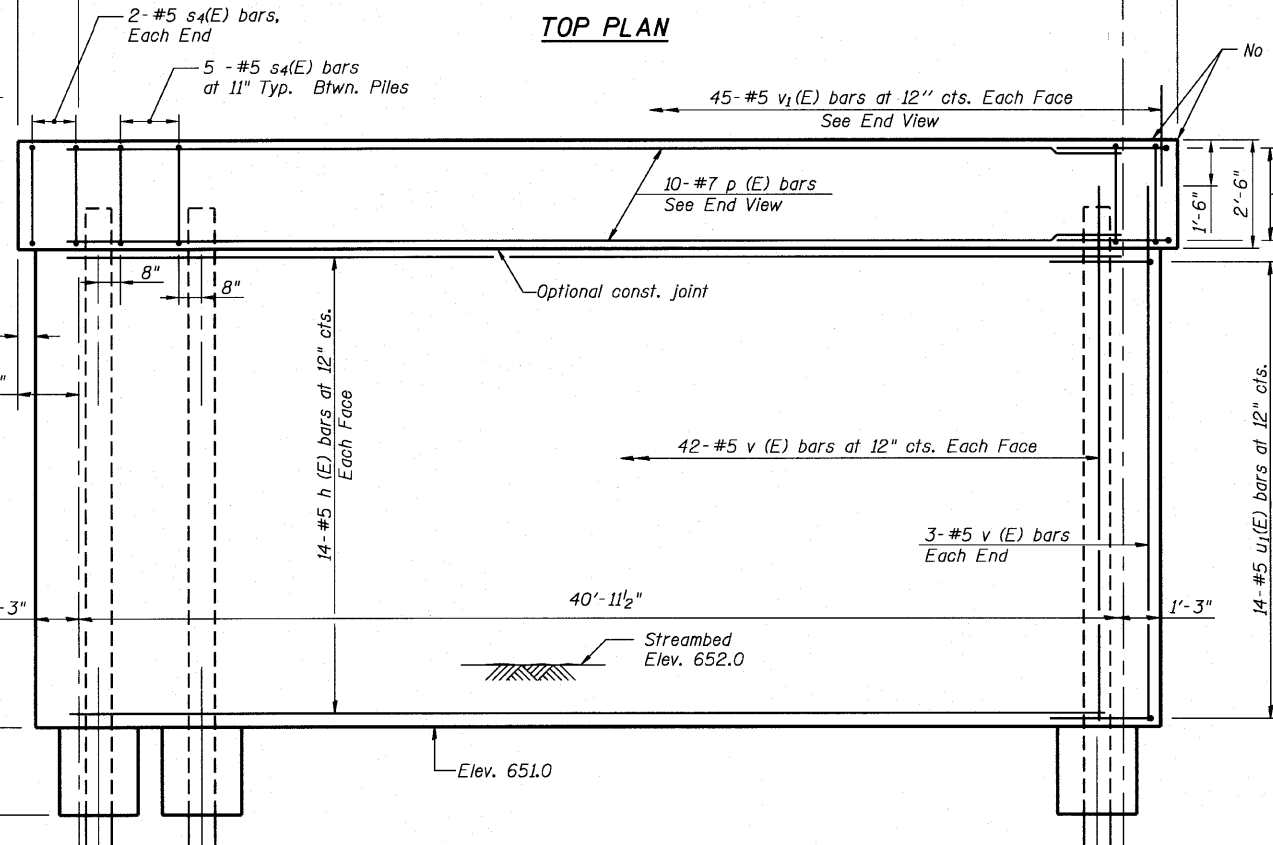 TOP PLAN
2-#5 s4(E) bars,
Each End
5 -#5 s4(E) bars
at 11" Typ. Btwn. Piles
No
45-#5 v1(E) bars at 12" cts. Each Face
See End View
10-#7 p (E) bars
See End View
1'-6"
2'-6"
8"
8"
Optional const. joint
"
14-#5 h (E) bars at 12" cts.
Each Face
42-#5 v (E) bars at 12" cts. Each Face
14-#5 u1(E) bars at 12" cts.
3-#5 v (E) bars
Each End
-3"
40'-11½"
1'-3"
Streambed
Elev. 652.0
Elev. 651.0